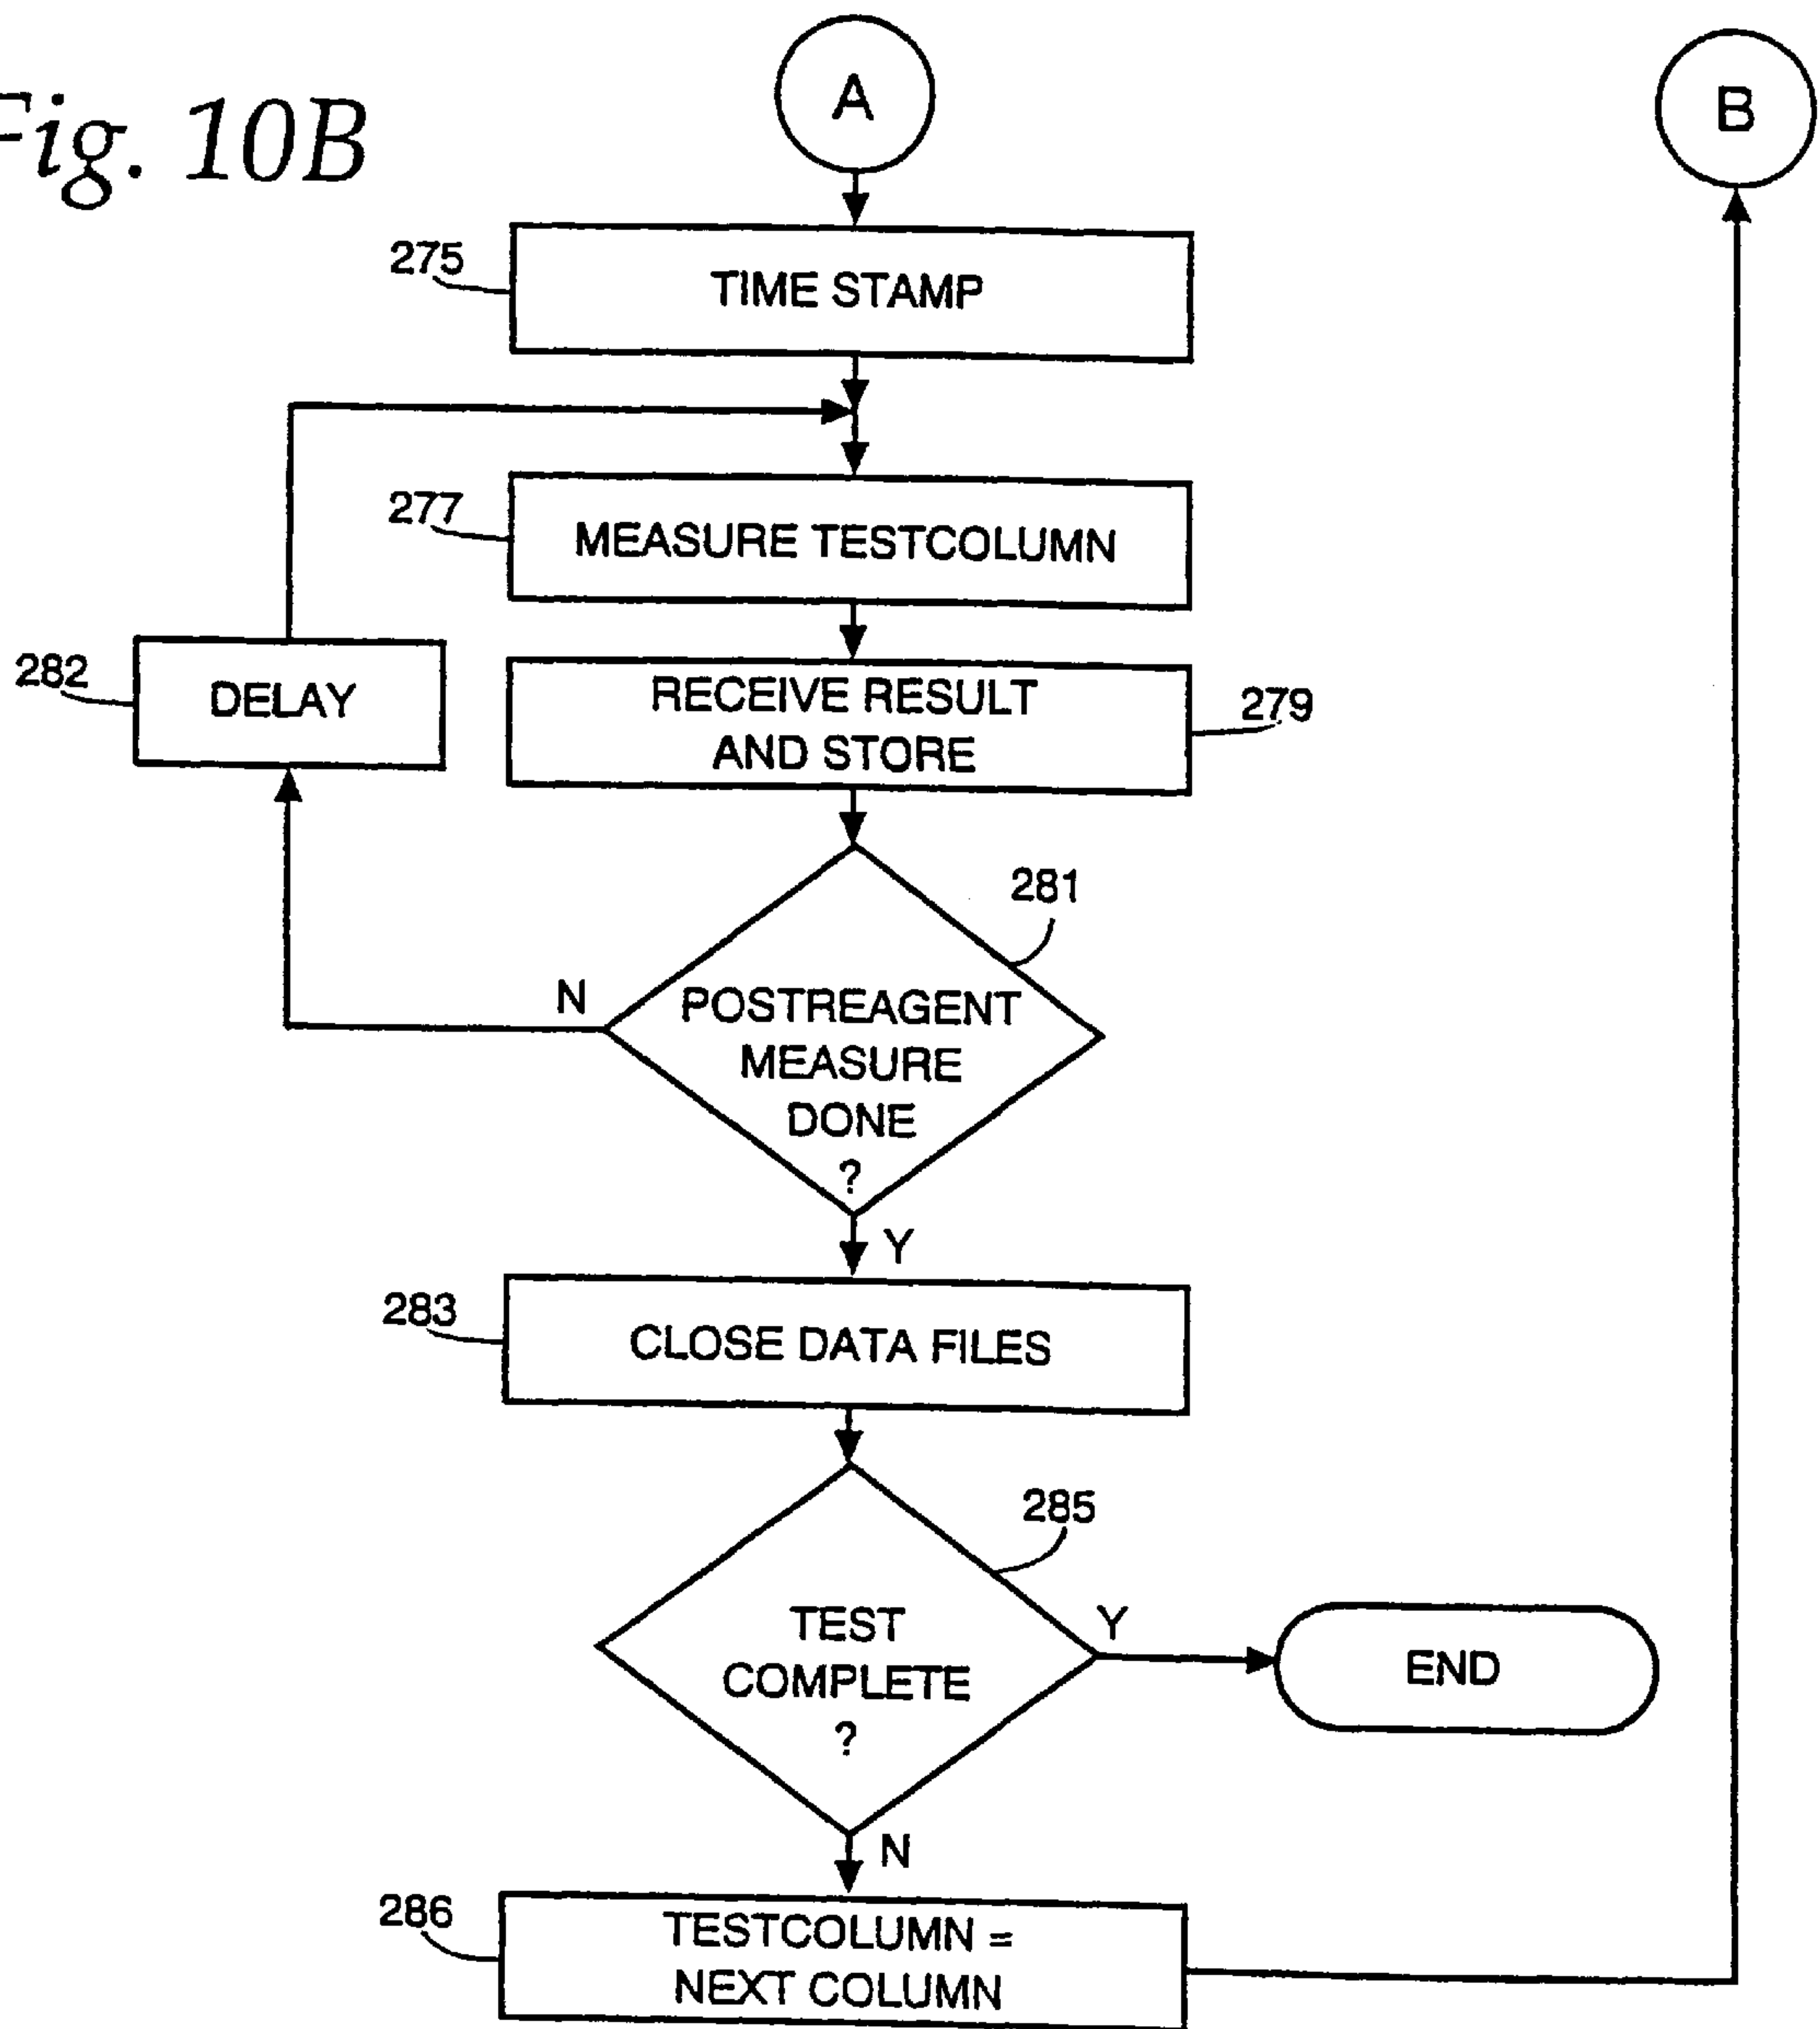 Fig. 10B
A
B
275
TIME STAMP
277
MEASURE TESTCOLUMN
282
DELAY
RECEIVE RESULT
AND STORE
279
281
N
POSTREAGENT
MEASURE
DONE
?
Y
283
CLOSE DATA FILES
285
TEST
COMPLETE
?
Y
END
N
286
TESTCOLUMN =
NEXT COLUMN